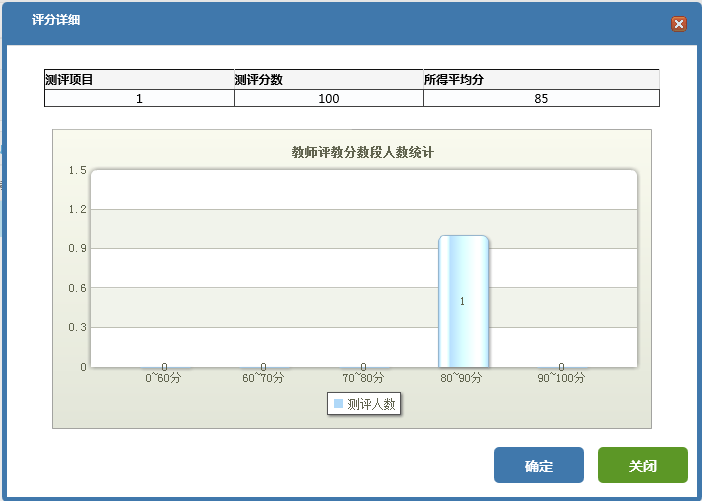 评分详细
测评项目 测评分数 所得平均分
1 100 85
教师评教分数段人数统计
1.5
1.2
0.9
0.6
0.3
0
0 0 0 1 0
0~60分 60~70分 70~80分 80~90分 90~100分
测评人数
确定 关闭